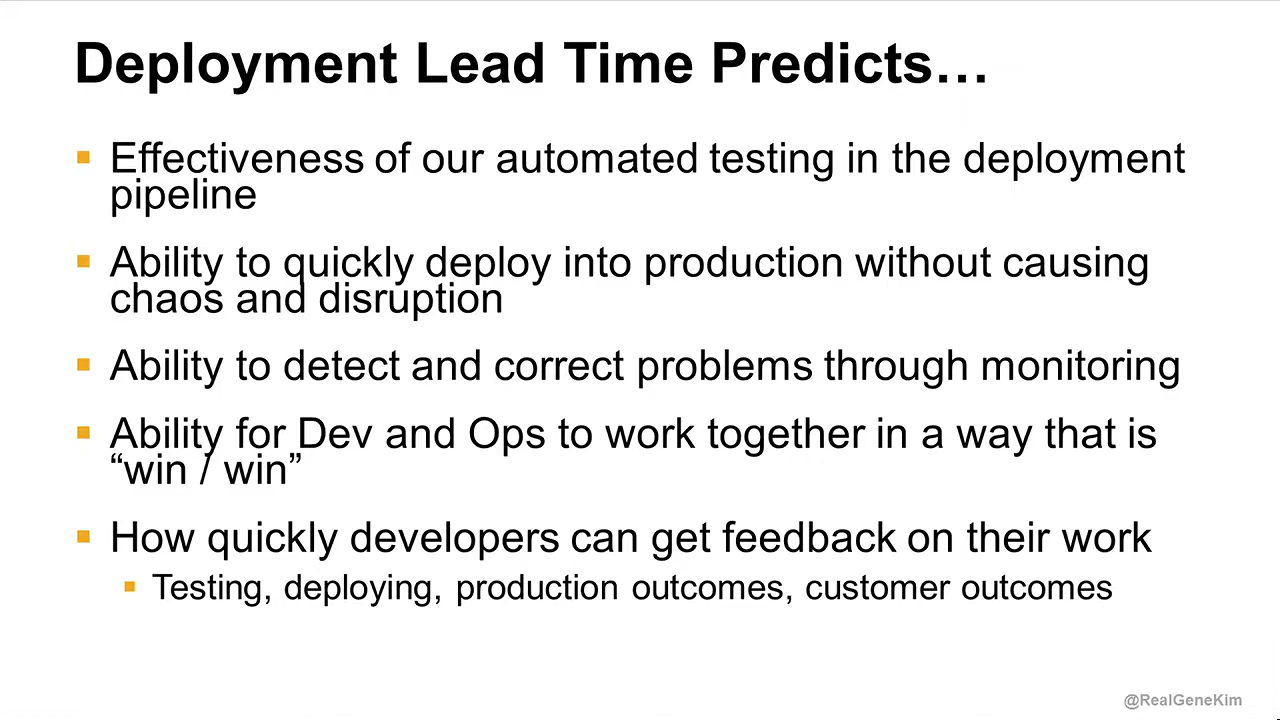 Deployment Lead Time Predicts…
Effectiveness of our automated testing in the deployment
pipeline
Ability to quickly deploy into production without causing
chaos and disruption
Ability to detect and correct problems through monitoring
Ability for Dev and Ops to work together in a way that is
“win / win”
How quickly developers can get feedback on their work
Testing, deploying, production outcomes, customer outcomes
@RealGeneKim